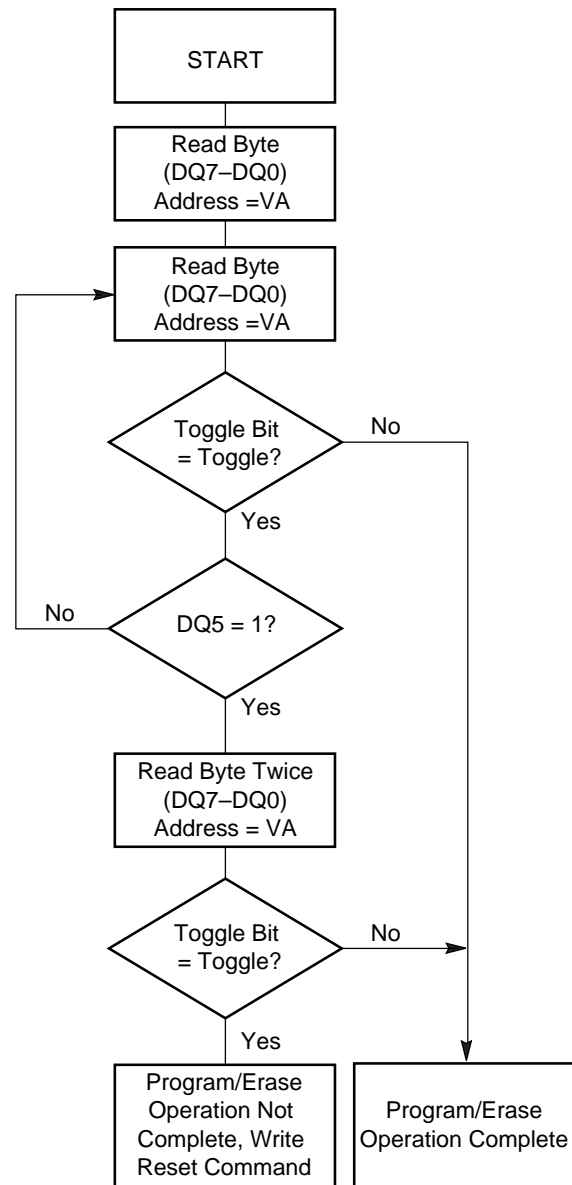 START
Read Byte
(DQ7–DQ0)
Address =VA
Read Byte
(DQ7–DQ0)
Address =VA
Toggle Bit
= Toggle?
No
Yes
No
DQ5 = 1?
Yes
Read Byte Twice
(DQ7–DQ0)
Address = VA
Toggle Bit
= Toggle?
No
Yes
Program/Erase
Operation Not
Complete, Write
Reset Command
Program/Erase
Operation Complete